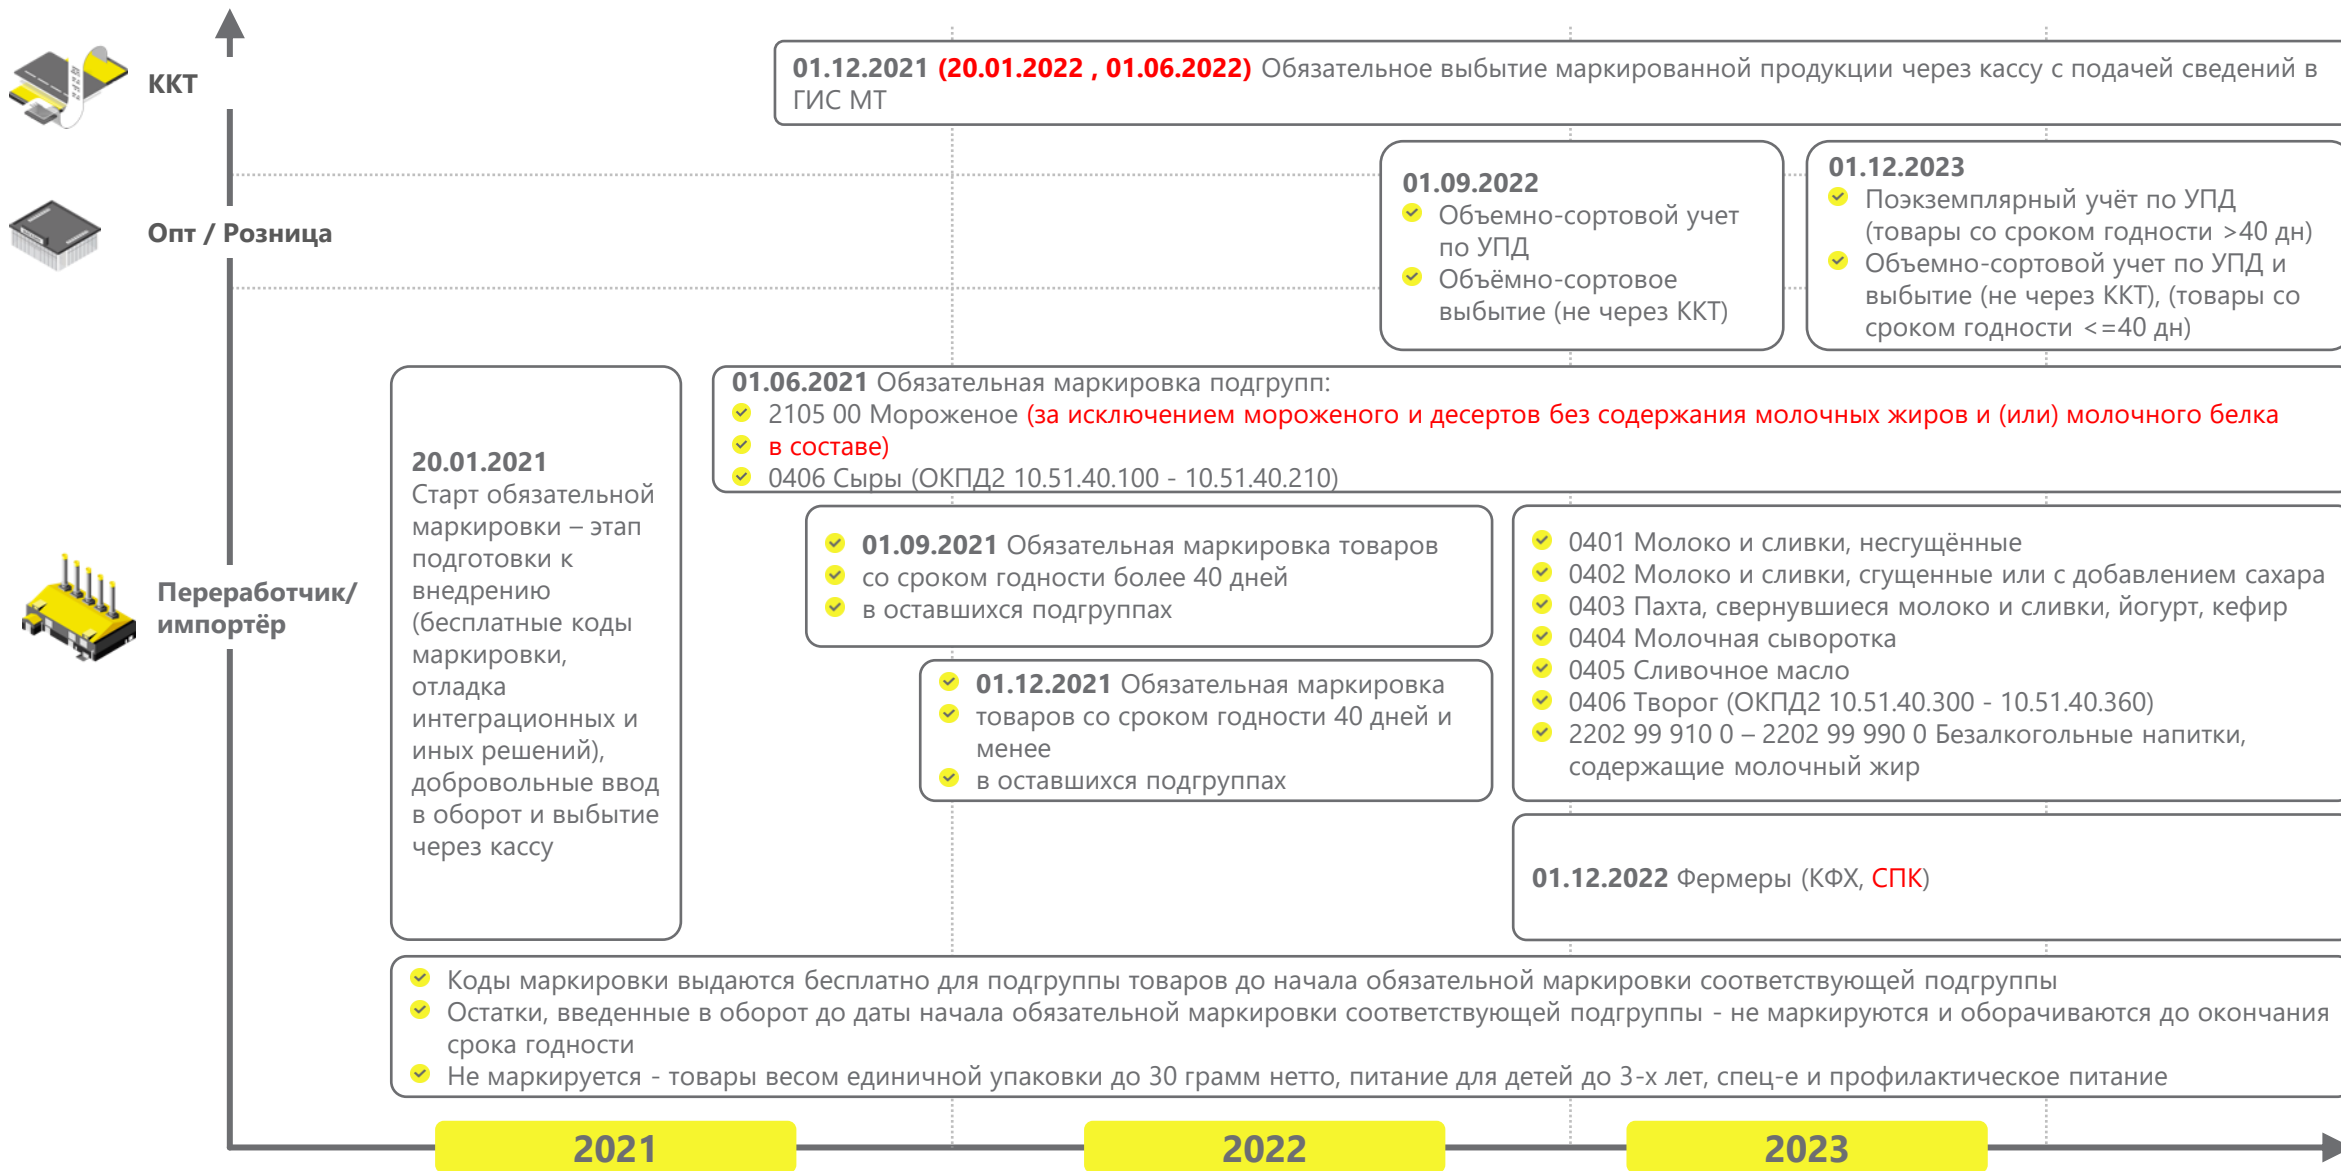 ККТ
01.12.2021 (20.01.2022 , 01.06.2022) Обязательное выбытие маркированной продукции через кассу с подачей сведений в
ГИС МТ
Опт / Розница
01.09.2022
Объемно-сортовой учет
по УПД
Объёмно-сортовое
выбытие (не через ККТ)
01.12.2023
Поэкземплярный учёт по УПД
(товары со сроком годности >40 дн)
Объемно-сортовой учет по УПД и
выбытие (не через ККТ), (товары со
сроком годности <=40 дн)
Переработчик/
импортёр
20.01.2021
Старт обязательной
маркировки – этап
подготовки к
внедрению
(бесплатные коды
маркировки,
отладка
интеграционных и
иных решений),
добровольные ввод
в оборот и выбытие
через кассу
01.06.2021 Обязательная маркировка подгрупп:
2105 00 Мороженое (за исключением мороженого и десертов без содержания молочных жиров и (или) молочного белка
в составе)
0406 Сыры (ОКПД2 10.51.40.100 - 10.51.40.210)
01.09.2021 Обязательная маркировка товаров
со сроком годности более 40 дней
в оставшихся подгруппах
01.12.2021 Обязательная маркировка
товаров со сроком годности 40 дней и
менее
в оставшихся подгруппах
0401 Молоко и сливки, несгущённые
0402 Молоко и сливки, сгущенные или с добавлением сахара
0403 Пахта, свернувшиеся молоко и сливки, йогурт, кефир
0404 Молочная сыворотка
0405 Сливочное масло
0406 Творог (ОКПД2 10.51.40.300 - 10.51.40.360)
2202 99 910 0 – 2202 99 990 0 Безалкогольные напитки,
содержащие молочный жир
01.12.2022 Фермеры (КФХ, СПК)
Коды маркировки выдаются бесплатно для подгруппы товаров до начала обязательной маркировки соответствующей подгруппы
Остатки, введенные в оборот до даты начала обязательной маркировки соответствующей подгруппы - не маркируются и оборачиваются до окончания
срока годности
Не маркируется - товары весом единичной упаковки до 30 грамм нетто, питание для детей до 3-х лет, спец-е и профилактическое питание
2021
2022
2023